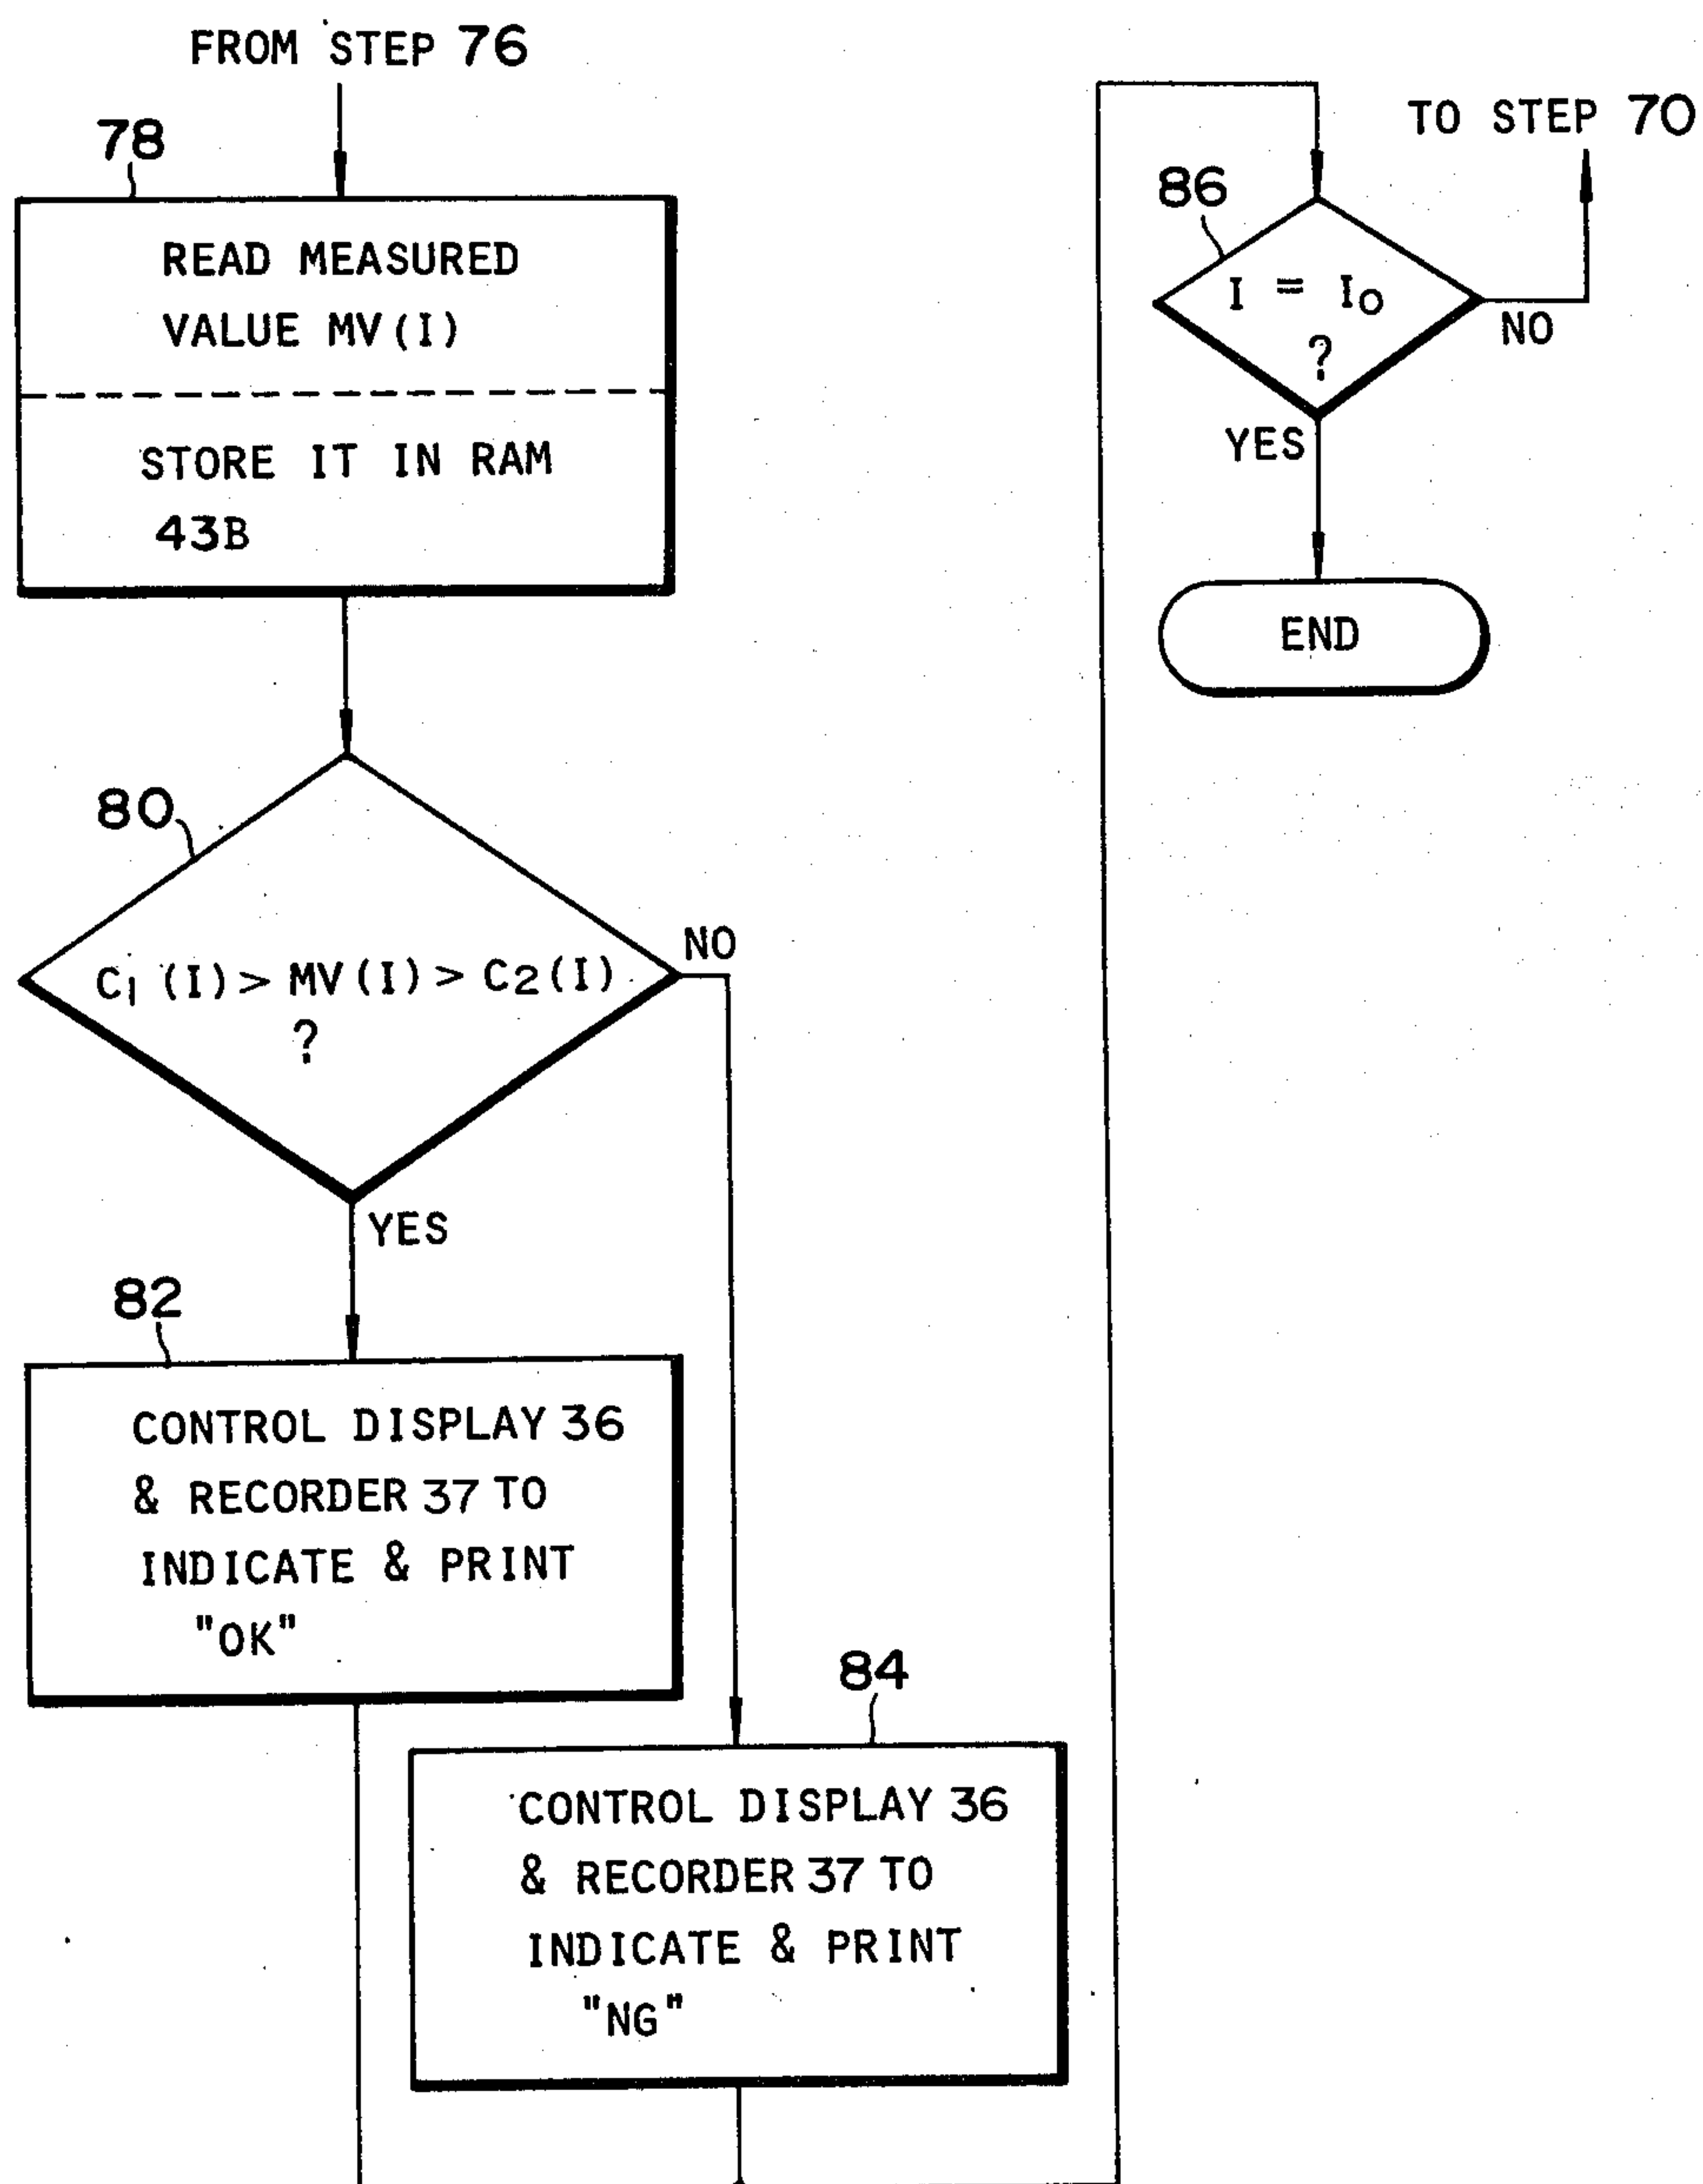 FROM STEP 76
78
READ MEASURED
VALUE MV(I)
STORE IT IN RAM
43B
80
C1 (I) > MV(I) > C2(I)
?
NO
YES
82
CONTROL DISPLAY 36
& RECORDER 37 TO
INDICATE & PRINT
"OK"
84
CONTROL DISPLAY 36
& RECORDER 37 TO
INDICATE & PRINT
"NG"
TO STEP 70
86
I = I0
?
NO
YES
END